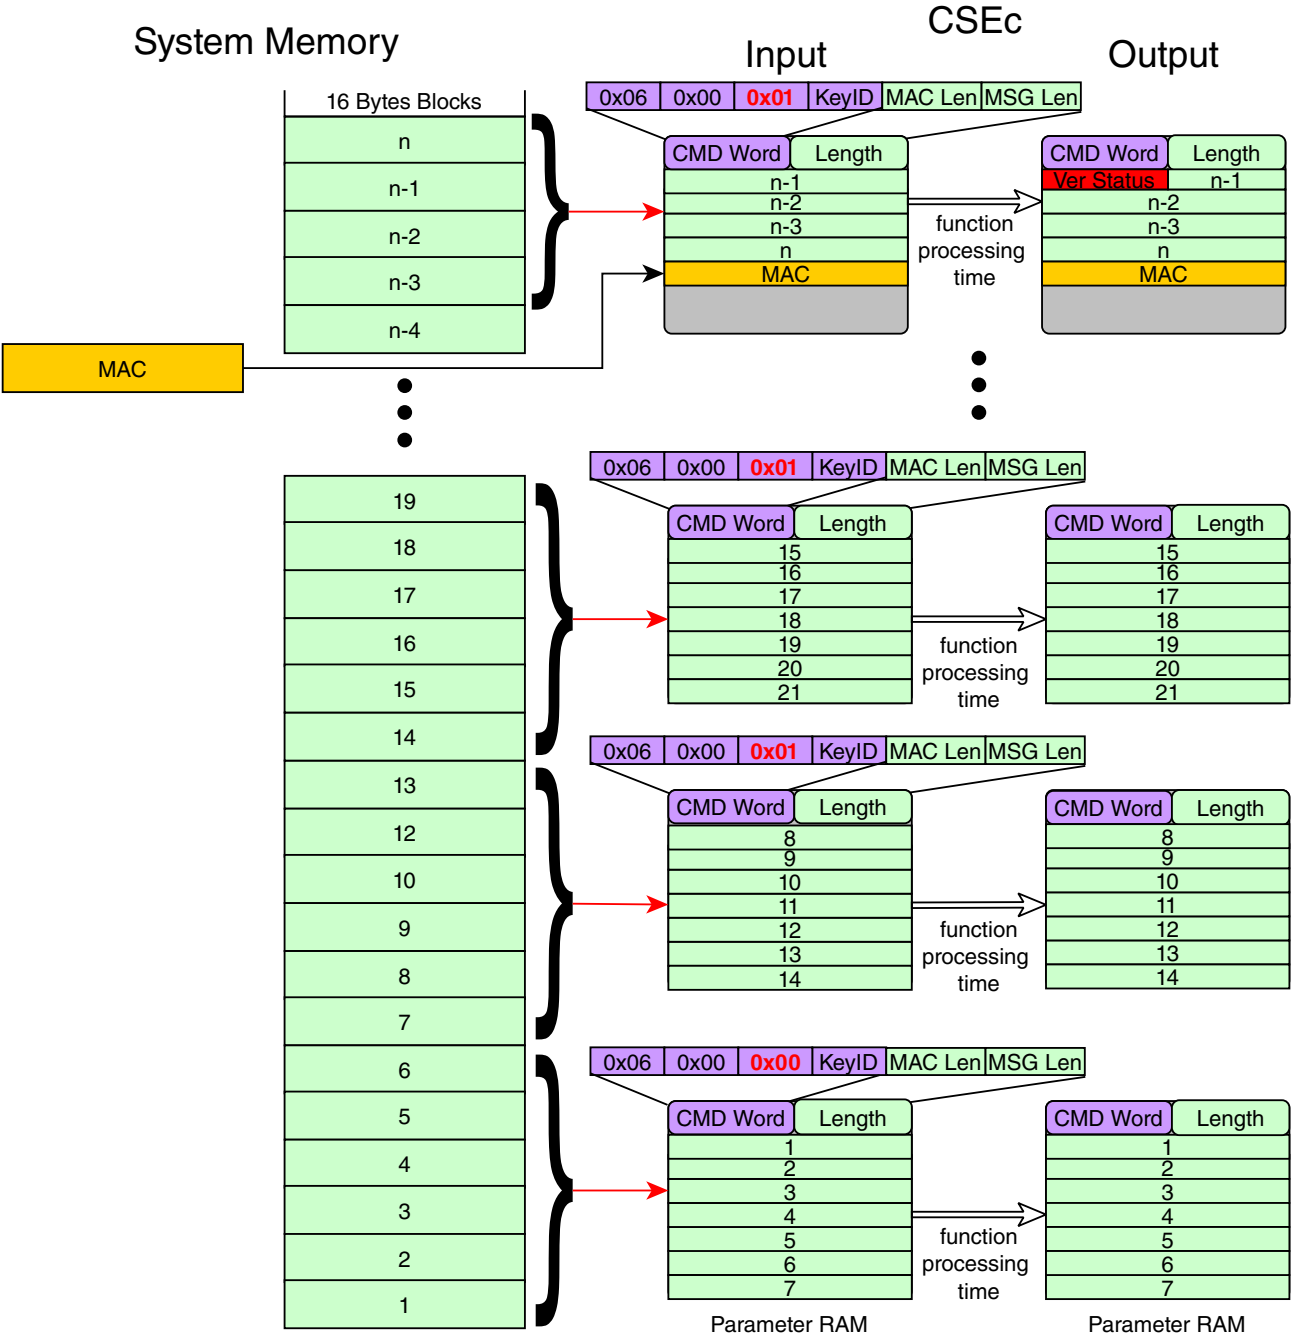 System Memory
CSEc
Input
Output
16 Bytes Blocks
n
n-1
n-2
n-3
n-4
MAC
0x06 0x00 0x01 KeyID MAC Len MSG Len
CMD Word Length
n-1
n-2
n-3
n
MAC
function
processing
time
CMD Word Length
Ver Status n-1
n-2
n-3
n
MAC
19
18
17
16
15
14
13
12
10
9
8
7
6
5
4
3
2
1
0x06 0x00 0x01 KeyID MAC Len MSG Len
CMD Word Length
15
16
17
18
19
20
21
function
processing
time
CMD Word Length
15
16
17
18
19
20
21
0x06 0x00 0x01 KeyID MAC Len MSG Len
CMD Word Length
8
9
10
11
12
13
14
function
processing
time
CMD Word Length
8
9
10
11
12
13
14
0x06 0x00 0x00 KeyID MAC Len MSG Len
CMD Word Length
1
2
3
4
5
6
7
Parameter RAM
function
processing
time
CMD Word Length
1
2
3
4
5
6
7
Parameter RAM